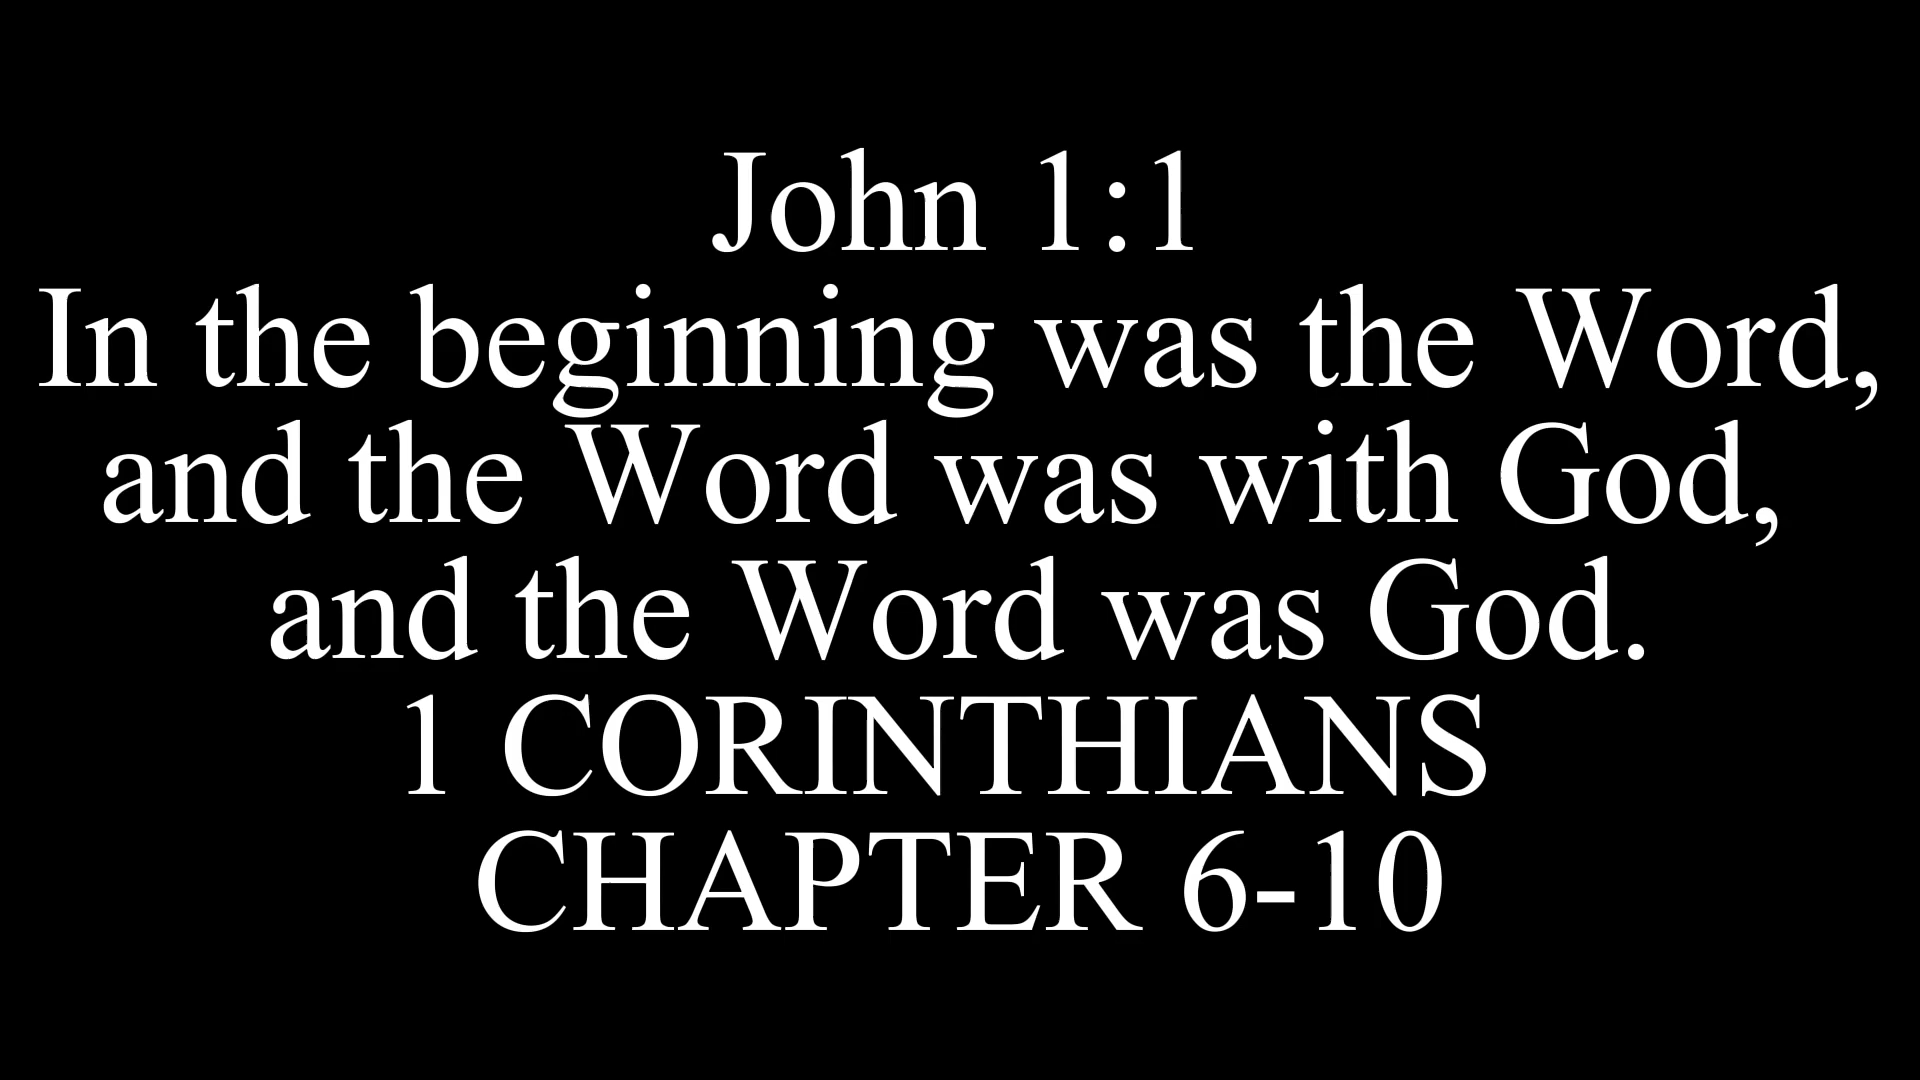 John 1:1
In the beginning was the Word,
and the Word was with God,
and the Word was God.
1 CORINTHIANS
CHAPTER 6-10